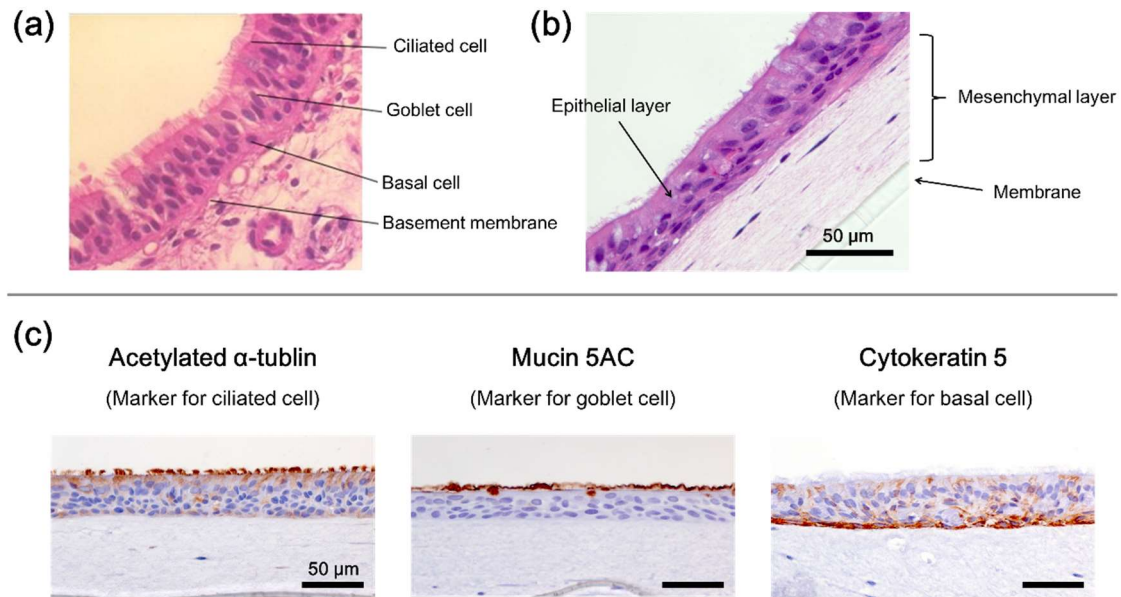 (a)
Ciliated cell
Goblet cell
Basal cell
Basement membrane
(b)
Epithelial layer
Mesenchymal layer
Membrane
50 μm
(c)
Acetylated α-tublin
(Marker for ciliated cell)
Mucin 5AC
(Marker for goblet cell)
Cytokeratin 5
(Marker for basal cell)
50 μm